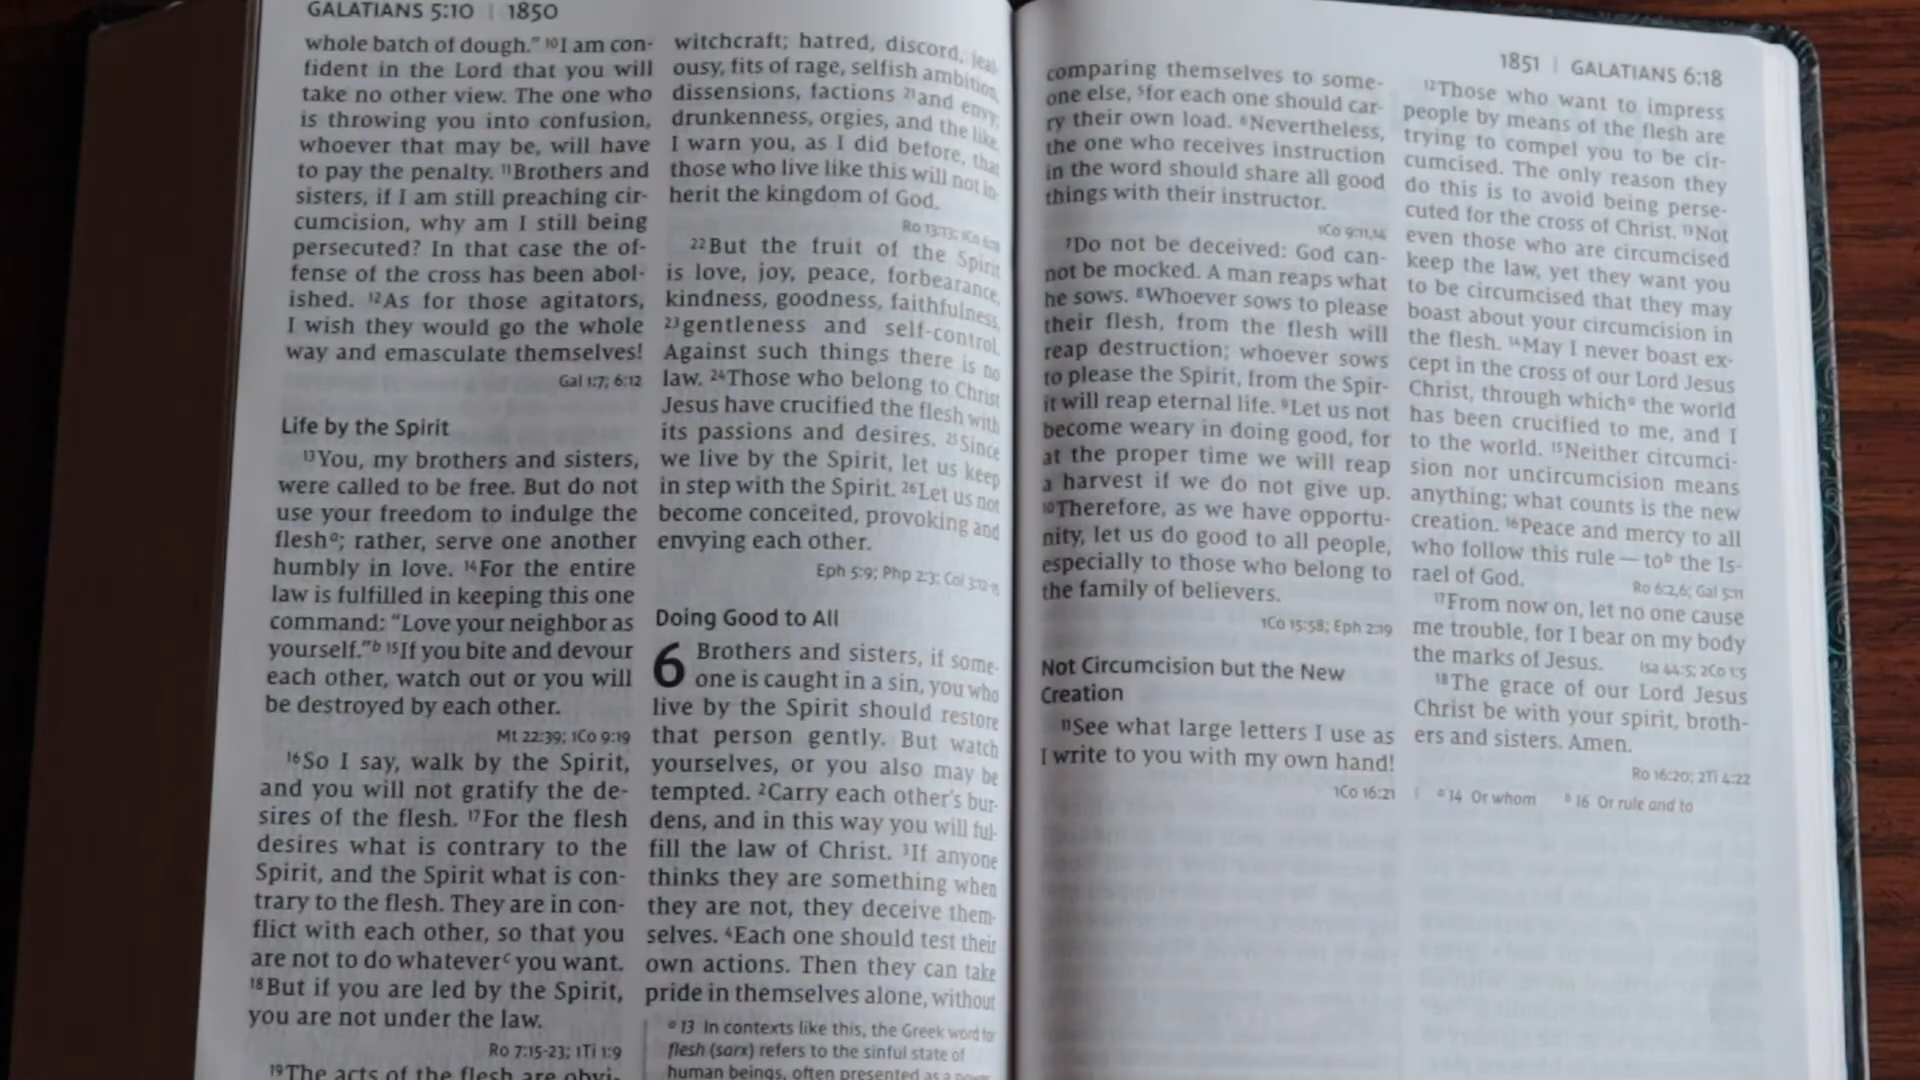 GALATIANS 5:10 | 1850
whole batch of dough.” ¹⁰I am con-
fident in the Lord that you will
take no other view. The one who
is throwing you into confusion,
whoever that may be, will have
to pay the penalty. ¹¹Brothers and
sisters, if I am still preaching cir-
cumcision, why am I still being
persecuted? In that case the of-
fense of the cross has been abol-
ished. ¹²As for those agitators,
I wish they would go the whole
way and emasculate themselves!
Gal 1:7; 6:12
Life by the Spirit
¹³You, my brothers and sisters,
were called to be free. But do not
use your freedom to indulge the
fleshᵃ; rather, serve one another
humbly in love. ¹⁴For the entire
law is fulfilled in keeping this one
command: “Love your neighbor as
yourself.”ᵇ ¹⁵If you bite and devour
each other, watch out or you will
be destroyed by each other.
Mt 22:39; 1Co 9:19
¹⁶So I say, walk by the Spirit,
and you will not gratify the de-
sires of the flesh. ¹⁷For the flesh
desires what is contrary to the
Spirit, and the Spirit what is con-
trary to the flesh. They are in con-
flict with each other, so that you
are not to do whateverᶜ you want.
¹⁸But if you are led by the Spirit,
you are not under the law.
Ro 7:15-23; 1Ti 1:9
¹⁹The acts of the flesh are obvi-
witchcraft; hatred, discord, jeal-
ousy, fits of rage, selfish ambition,
dissensions, factions ²¹and envy;
drunkenness, orgies, and the like.
I warn you, as I did before, that
those who live like this will not in-
herit the kingdom of God.
Ro 13:13; 1Co
²²But the fruit of the Spirit
is love, joy, peace, forbearance,
kindness, goodness, faithfulness,
²³gentleness and self-control.
Against such things there is no
law. ²⁴Those who belong to Christ
Jesus have crucified the flesh with
its passions and desires. ²⁵Since
we live by the Spirit, let us keep
in step with the Spirit. ²⁶Let us not
become conceited, provoking and
envying each other.
Eph 5:9; Php 2:3; Col
Doing Good to All
6 Brothers and sisters, if some-
one is caught in a sin, you who
live by the Spirit should restore
that person gently. But watch
yourselves, or you also may be
tempted. ²Carry each other’s bur-
dens, and in this way you will ful-
fill the law of Christ. ³If anyone
thinks they are something when
they are not, they deceive them-
selves. ⁴Each one should test their
own actions. Then they can take
pride in themselves alone, without
ᵃ 13 In contexts like this, the Greek word for
flesh (sarx) refers to the sinful state of
human beings, often presented as a power
1851 | GALATIANS 6:18
comparing themselves to some-
one else, ⁵for each one should car-
ry their own load. ⁶Nevertheless,
the one who receives instruction
in the word should share all good
things with their instructor.
1Co 9:11,14
⁷Do not be deceived: God can-
not be mocked. A man reaps what
he sows. ⁸Whoever sows to please
their flesh, from the flesh will
reap destruction; whoever sows
to please the Spirit, from the Spir-
it will reap eternal life. ⁹Let us not
become weary in doing good, for
at the proper time we will reap
a harvest if we do not give up.
¹⁰Therefore, as we have opportu-
nity, let us do good to all people,
especially to those who belong to
the family of believers.
1Co 15:58; Eph 2:19
Not Circumcision but the New
Creation
¹¹See what large letters I use as
I write to you with my own hand!
1Co 16:21
¹²Those who want to impress
people by means of the flesh are
trying to compel you to be cir-
cumcised. The only reason they
do this is to avoid being perse-
cuted for the cross of Christ. ¹³Not
even those who are circumcised
keep the law, yet they want you
to be circumcised that they may
boast about your circumcision in
the flesh. ¹⁴May I never boast ex-
cept in the cross of our Lord Jesus
Christ, through whichᵃ the world
has been crucified to me, and I
to the world. ¹⁵Neither circumci-
sion nor uncircumcision means
anything; what counts is the new
creation. ¹⁶Peace and mercy to all
who follow this rule — toᵇ the Is-
rael of God.
Ro 6:2,6; Gal 5:11
¹⁷From now on, let no one cause
me trouble, for I bear on my body
the marks of Jesus.
Isa 44:5; 2Co 1:5
¹⁸The grace of our Lord Jesus
Christ be with your spirit, broth-
ers and sisters. Amen.
Ro 16:20; 2Ti 4:22
ᵃ 14 Or whom ᵇ 16 Or rule and to